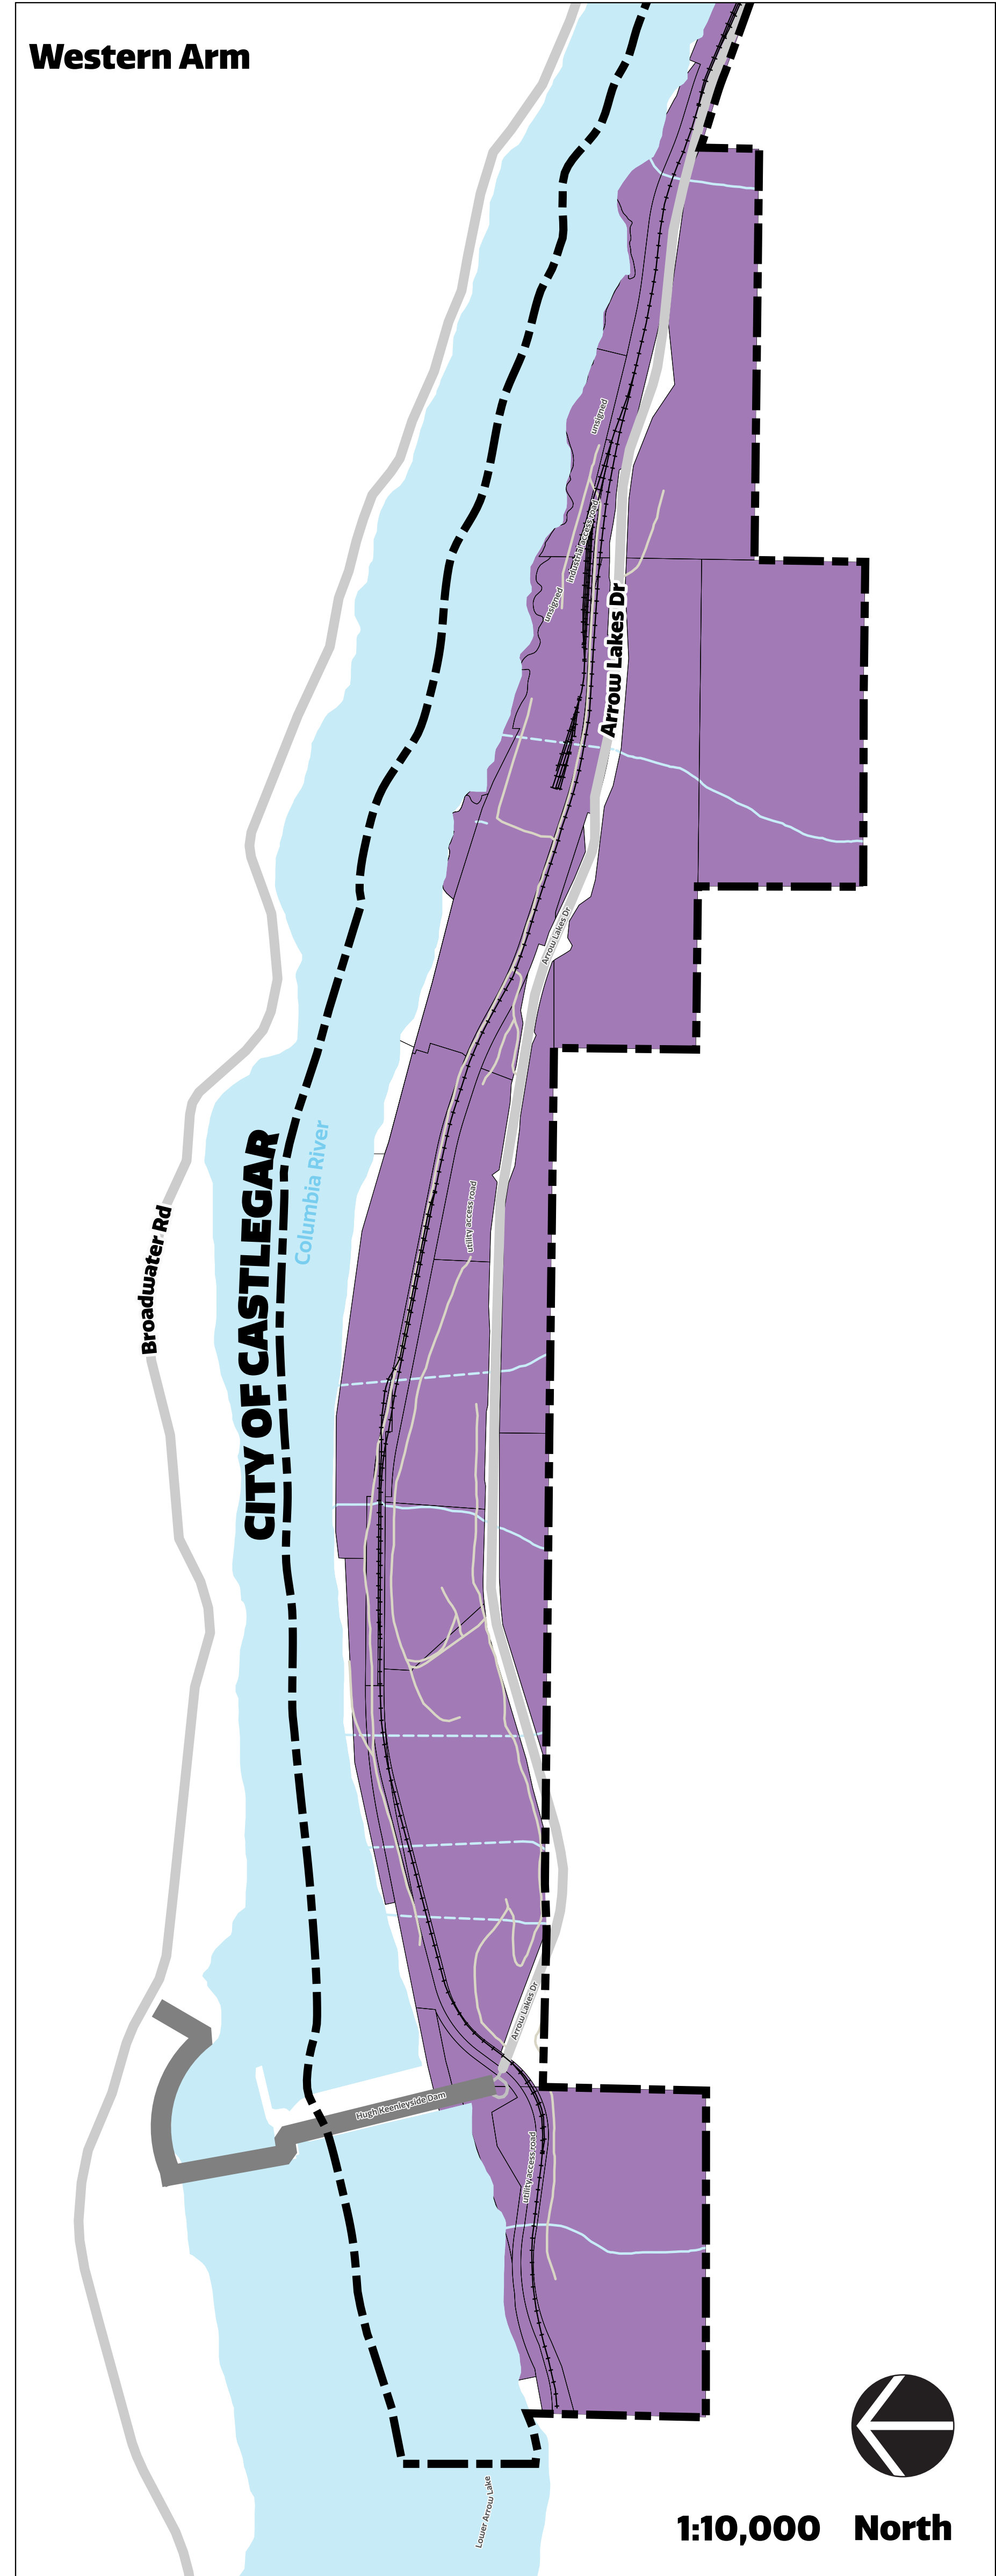 Western Arm
unsigned
industrial access road
unsigned
Arrow Lakes Dr
Arrow Lakes Dr
Columbia River
CITY OF CASTLEGAR
Broadwater Rd
utility access road
Arrow Lakes Dr
Hugh Keenleyside Dam
utility access road
Lower Arrow Lake
1:10,000 North